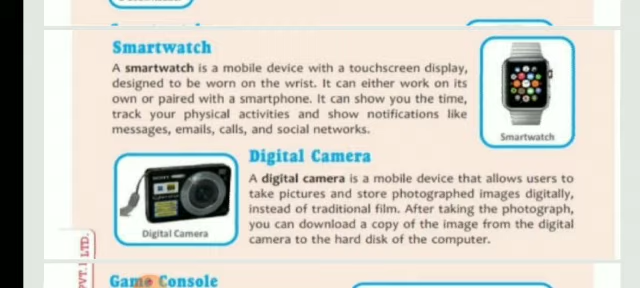 Smartwatch
A smartwatch is a mobile device with a touchscreen display,
designed to be worn on the wrist. It can either work on its
own or paired with a smartphone. It can show you the time,
track your physical activities and show notifications like
messages, emails, calls, and social networks.
Smartwatch
Digital Camera
A digital camera is a mobile device that allows users to
take pictures and store photographed images digitally,
instead of traditional film. After taking the photograph,
you can download a copy of the image from the digital
camera to the hard disk of the computer.
Digital Camera
PVT. LTD.
Game Console